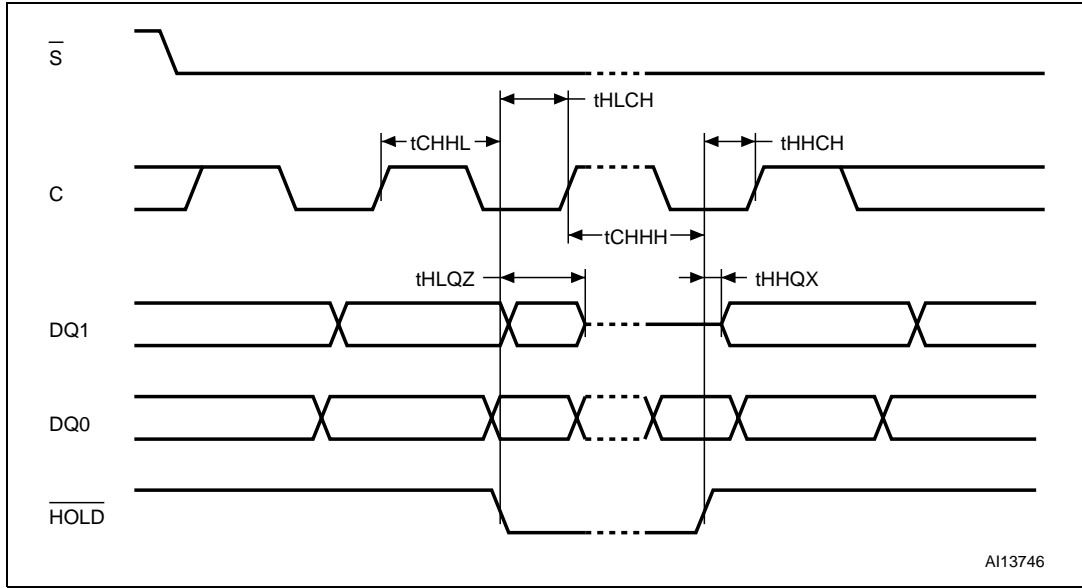 S
tHLCH
tCHHL
tHHCH
C
tCHHH
tHLQZ
tHHQX
DQ1
DQ0
HOLD
AI13746